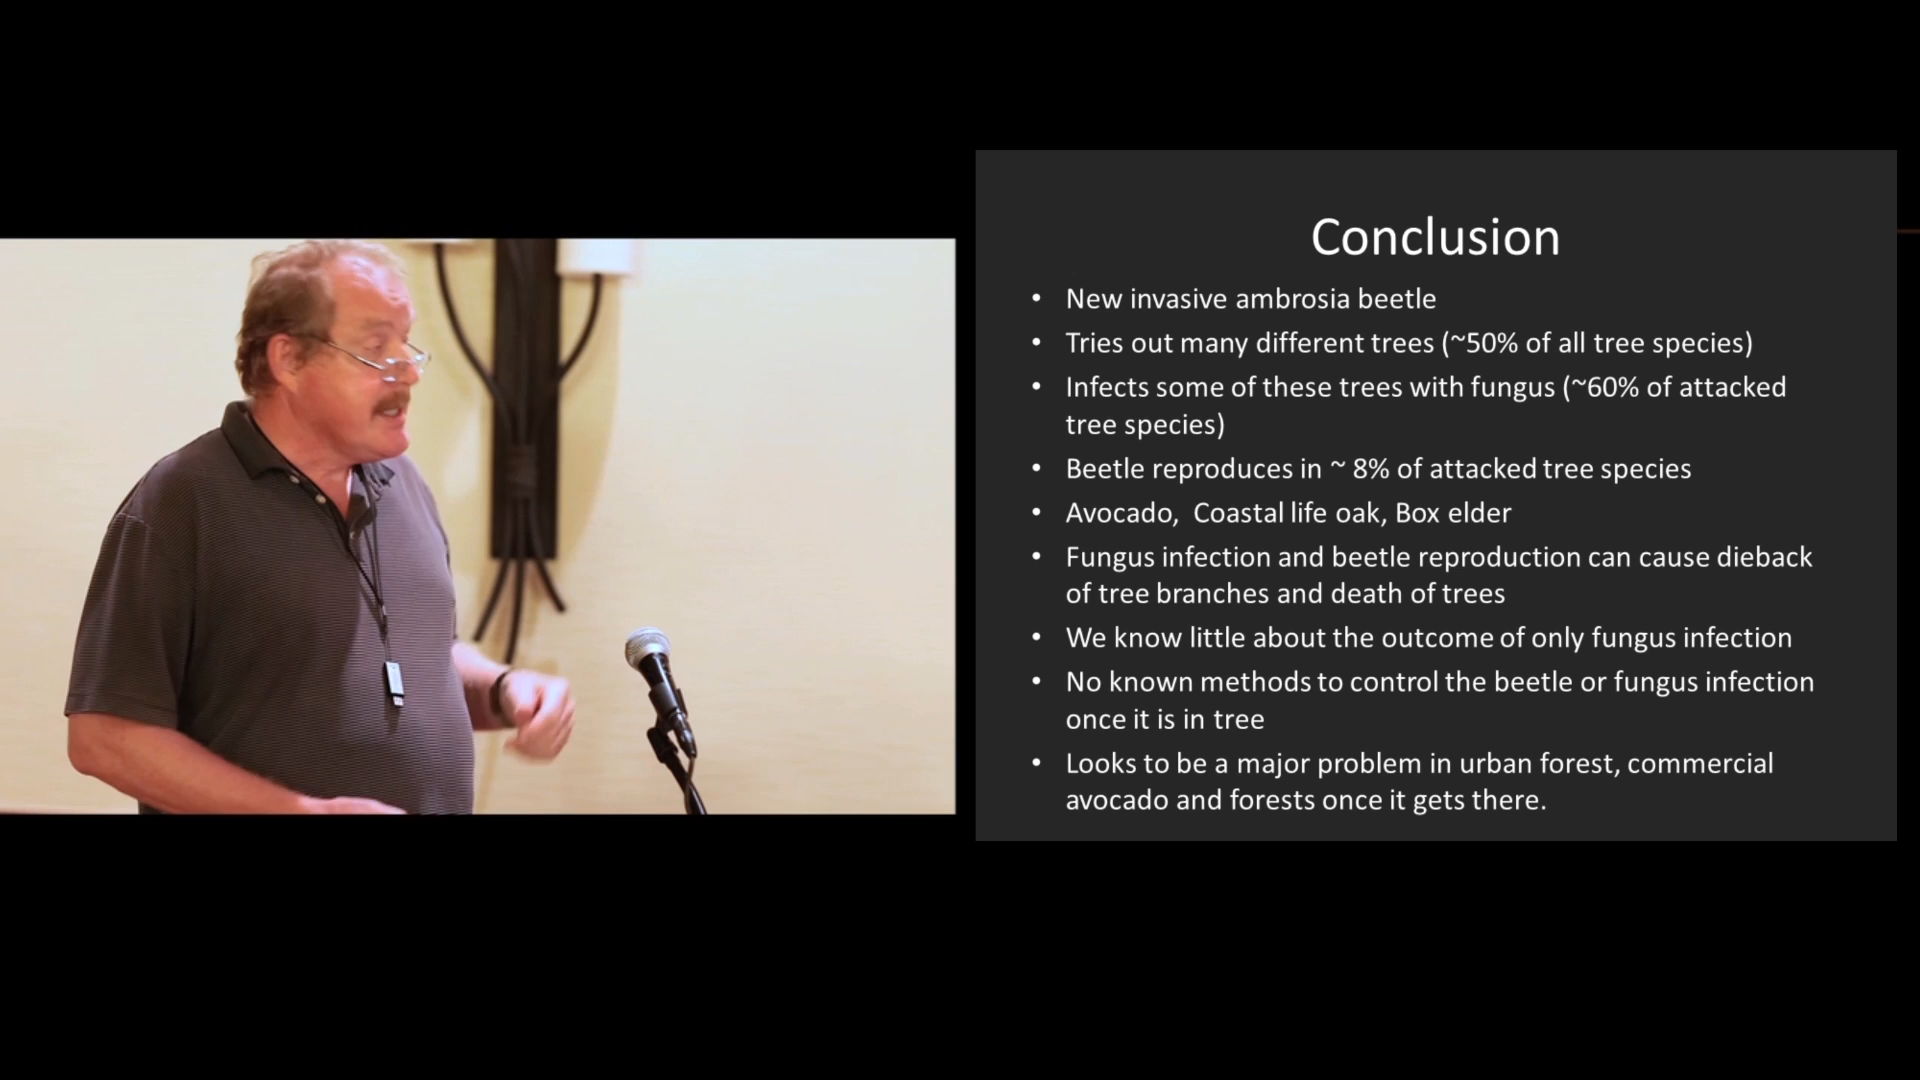 Conclusion
• New invasive ambrosia beetle
• Tries out many different trees (~50% of all tree species)
• Infects some of these trees with fungus (~60% of attacked
tree species)
• Beetle reproduces in ~ 8% of attacked tree species
• Avocado,  Coastal life oak, Box elder
• Fungus infection and beetle reproduction can cause dieback
of tree branches and death of trees
• We know little about the outcome of only fungus infection
• No known methods to control the beetle or fungus infection
once it is in tree
• Looks to be a major problem in urban forest, commercial
avocado and forests once it gets there.